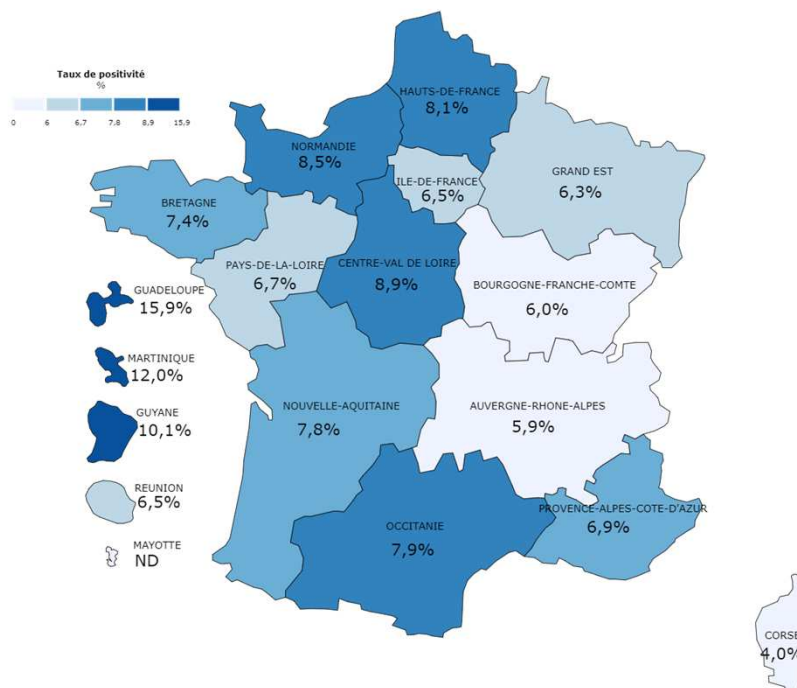 Taux de positivité
%
0 6 6.7 7.8 8.9 15.9
HAUTS-DE-FRANCE
8,1%
NORMANDIE
8,5%
ILE-DE-FRANCE
6,5%
GRAND EST
6,3%
BRETAGNE
7,4%
PAYS-DE-LA-LOIRE
6,7%
CENTRE-VAL DE LOIRE
8,9%
BOURGOGNE-FRANCHE-COMTE
6,0%
GUADELOUPE
15,9%
MARTINIQUE
12,0%
GUYANE
10,1%
REUNION
6,5%
MAYOTTE
ND
NOUVELLE-AQUITAINE
7,8%
AUVERGNE-RHONE-ALPES
5,9%
OCCITANIE
7,9%
PROVENCE-ALPES-COTE-D'AZUR
6,9%
CORSE
4,0%